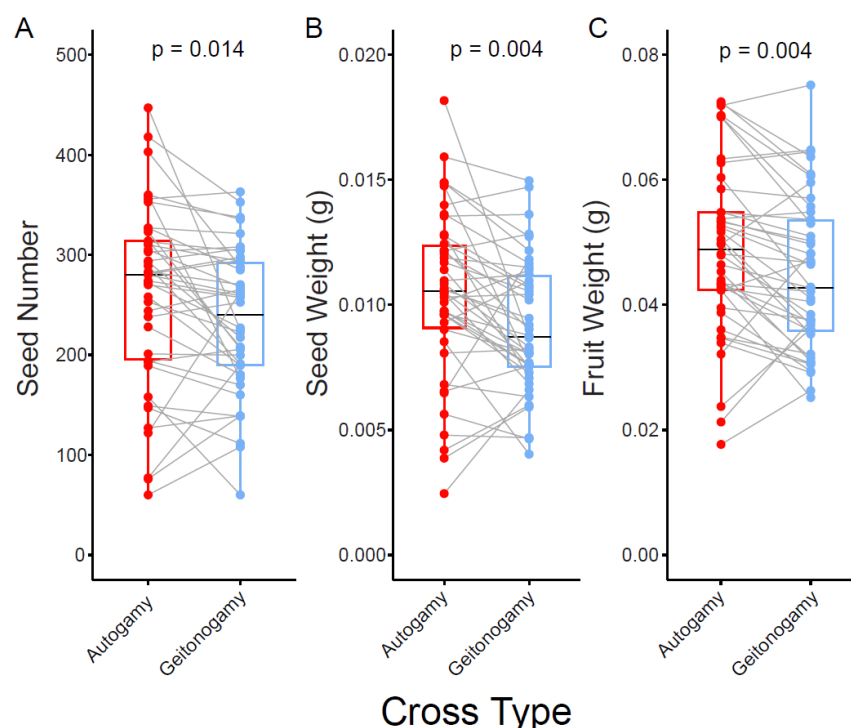 A
p = 0.014
Seed Number
500
400
300
200
100
0
Autogamy
Geitonogamy
B
p = 0.004
Seed Weight (g)
0.020
0.015
0.010
0.005
0.000
Autogamy
Geitonogamy
C
p = 0.004
Fruit Weight (g)
0.08
0.06
0.04
0.02
0.00
Autogamy
Geitonogamy
Cross Type